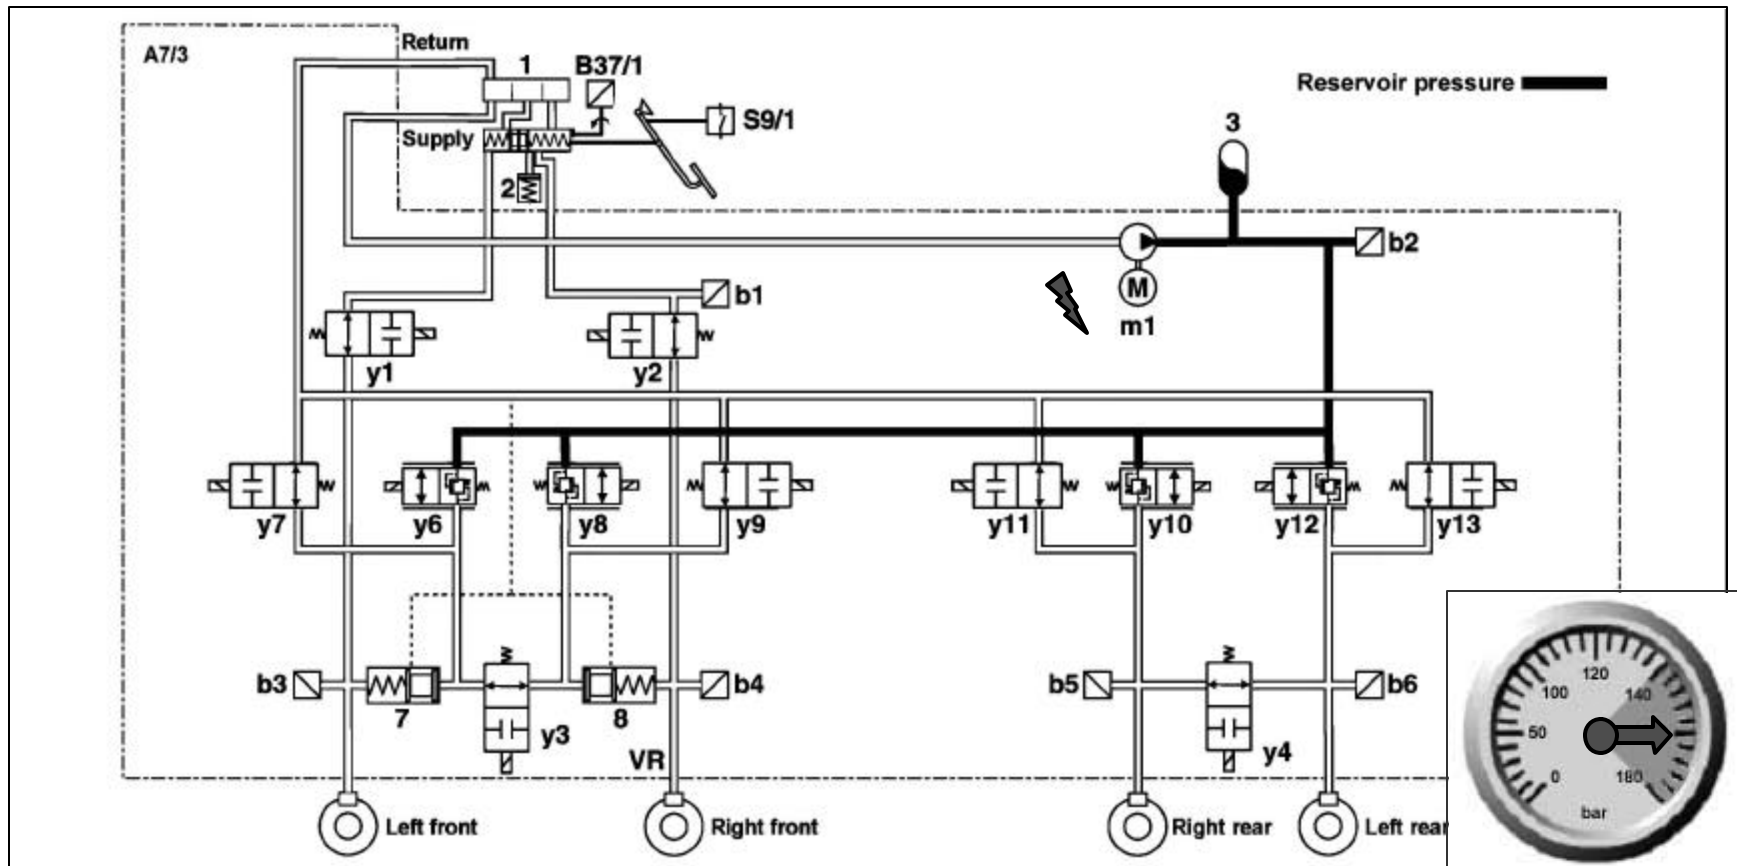 A7/3
Return
1
B37/1
Reservoir pressure
Supply
S9/1
3
2
b2
b1
M
m1
y1
y2
y7
y6
y8
y9
y11
y10
y12
y13
b3
7
y3
8
b4
VR
b5
y4
b6
Left front
Right front
Right rear
Left rear
120
100
140
50
0
180
bar